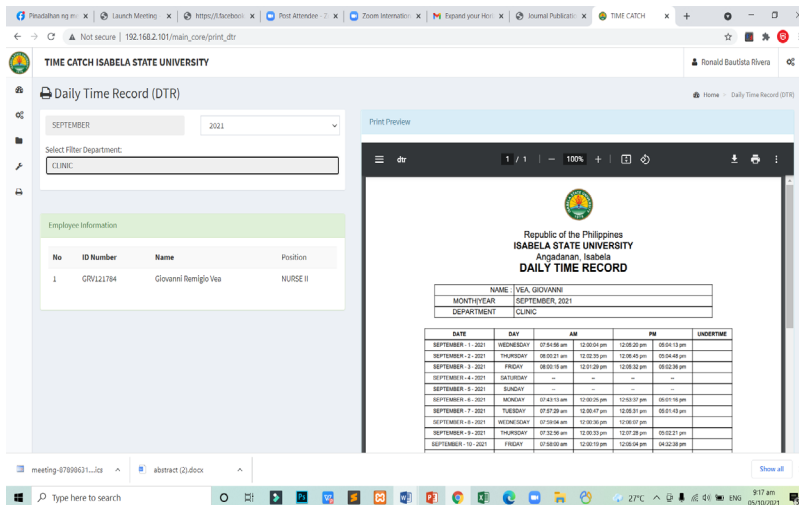 Pinadalhan ng mo
Launch Meeting -
https://l.facebook
Post Attendee - Z
Zoom Internation
Expand your Hori
Journal Publicatio
TIME CATCH
Not secure | 192.168.2.101/main_core/print_dtr
TIME CATCH ISABELA STATE UNIVERSITY
Ronald Bautista Rivera
Daily Time Record (DTR)
Home Daily Time Record (DTR)
SEPTEMBER 2021
Select Filter Department:
CLINIC
Employee Information
No ID Number Name Position
1 GRV121784 Giovanni Remigio Vea NURSE II
Print Preview
dtr 1 / 1 | − 100% + |
Republic of the Philippines
ISABELA STATE UNIVERSITY
Angadanan, Isabela
DAILY TIME RECORD
NAME : VEA, GIOVANNI
MONTH|YEAR SEPTEMBER, 2021
DEPARTMENT CLINIC
DATE DAY AM PM UNDERTIME
SEPTEMBER - 1 - 2021 WEDNESDAY 07:54:56 am 12:00:04 pm 12:05:20 pm 05:04:13 pm
SEPTEMBER - 2 - 2021 THURSDAY 08:00:21 am 12:02:35 pm 12:06:45 pm 05:04:48 pm
SEPTEMBER - 3 - 2021 FRIDAY 08:00:15 am 12:01:29 pm 12:05:32 pm 05:02:36 pm
SEPTEMBER - 4 - 2021 SATURDAY -- -- -- --
SEPTEMBER - 5 - 2021 SUNDAY -- -- -- --
SEPTEMBER - 6 - 2021 MONDAY 07:43:13 am 12:00:25 pm 12:53:37 pm 05:01:16 pm
SEPTEMBER - 7 - 2021 TUESDAY 07:57:29 am 12:00:47 pm 12:05:31 pm 05:01:43 pm
SEPTEMBER - 8 - 2021 WEDNESDAY 07:59:04 am 12:00:36 pm 12:06:07 pm
SEPTEMBER - 9 - 2021 THURSDAY 07:32:56 am 12:00:33 pm 12:07:28 pm 05:02:21 pm
SEPTEMBER - 10 - 2021 FRIDAY 07:58:00 am 12:00:19 pm 12:05:04 pm 04:32:38 pm
meeting-87898631....ics
abstract (2).docx
Show all
Type here to search
27°C
ENG
9:17 am
05/10/2021